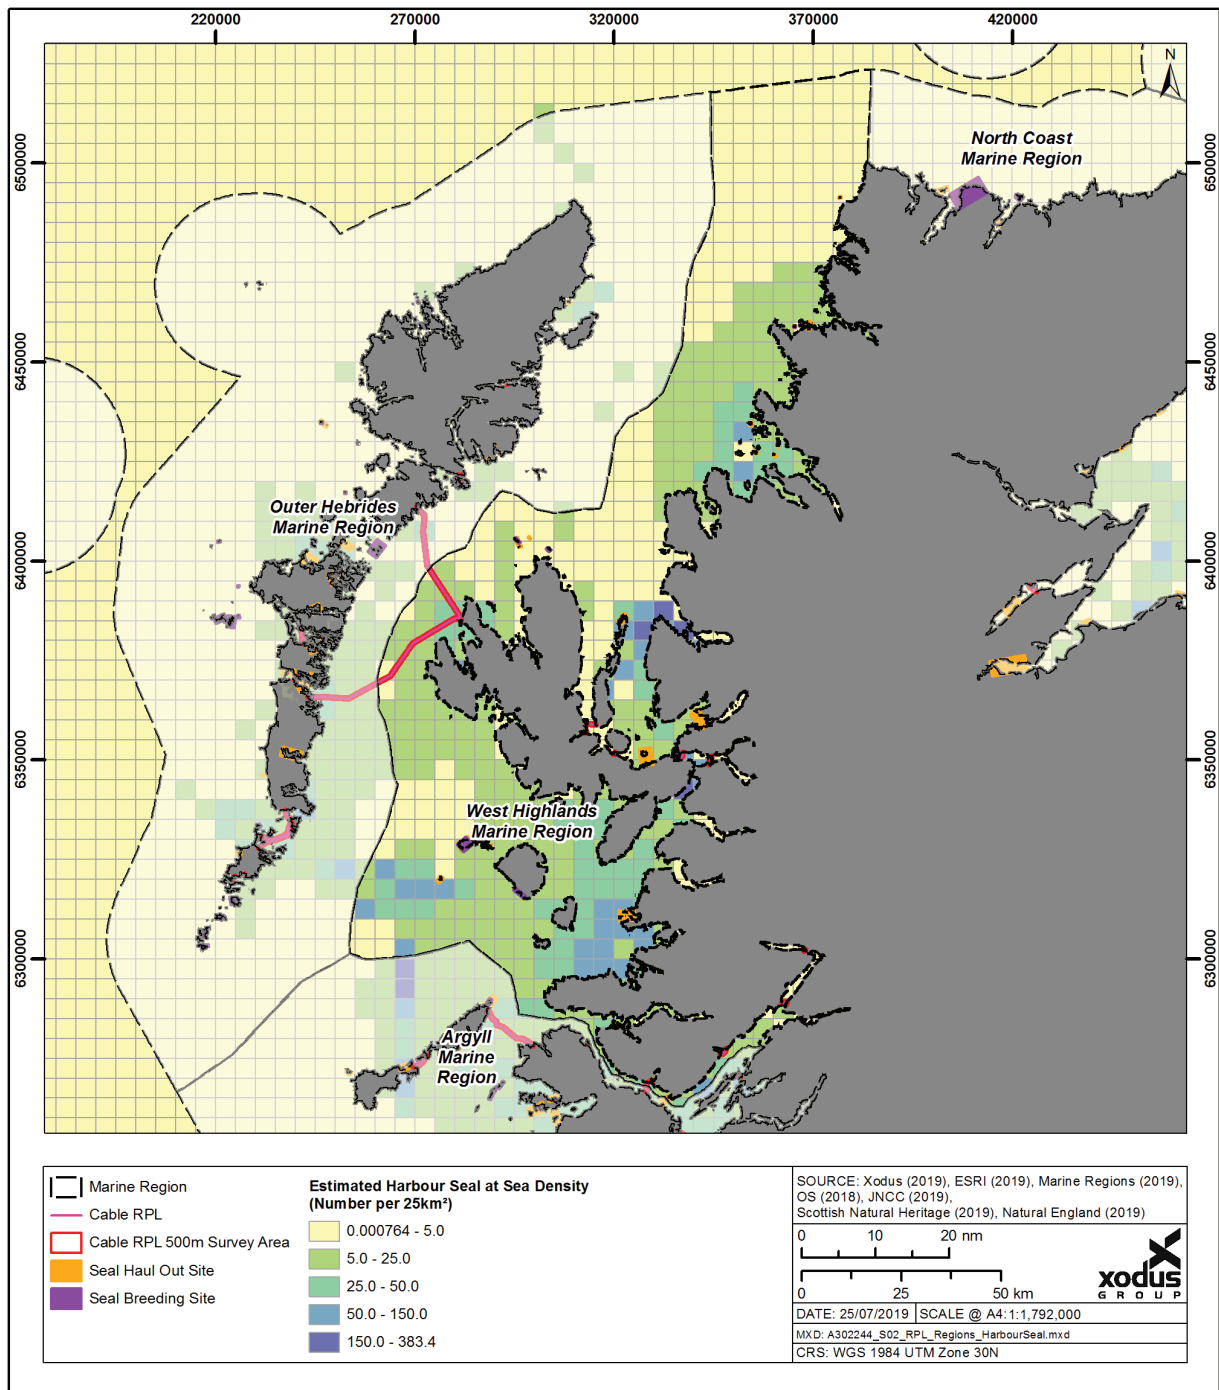 220000 270000 320000 370000 420000
N
6500000 6500000
6450000 6450000
6400000 6400000
6350000 6350000
6300000 6300000
North Coast
Marine Region
Outer Hebrides
Marine Region
West Highlands
Marine Region
Argyll
Marine
Region
Marine Region
Cable RPL
Cable RPL 500m Survey Area
Seal Haul Out Site
Seal Breeding Site
Estimated Harbour Seal at Sea Density
(Number per 25km²)
0.000764 - 5.0
5.0 - 25.0
25.0 - 50.0
50.0 - 150.0
150.0 - 383.4
SOURCE: Xodus (2019), ESRI (2019), Marine Regions (2019),
OS (2018), JNCC (2019),
Scottish Natural Heritage (2019), Natural England (2019)
0 10 20 nm
0 25 50 km
xodus
GROUP
DATE: 25/07/2019 SCALE @ A4:1:1,792,000
MXD: A302244_S02_RPL_Regions_HarbourSeal.mxd
CRS: WGS 1984 UTM Zone 30N